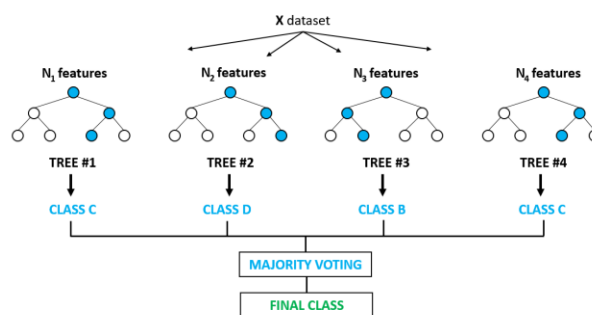 X dataset
N₁ features N₂ features N₃ features N₄ features
TREE #1 TREE #2 TREE #3 TREE #4
CLASS C CLASS D CLASS B CLASS C
MAJORITY VOTING
FINAL CLASS